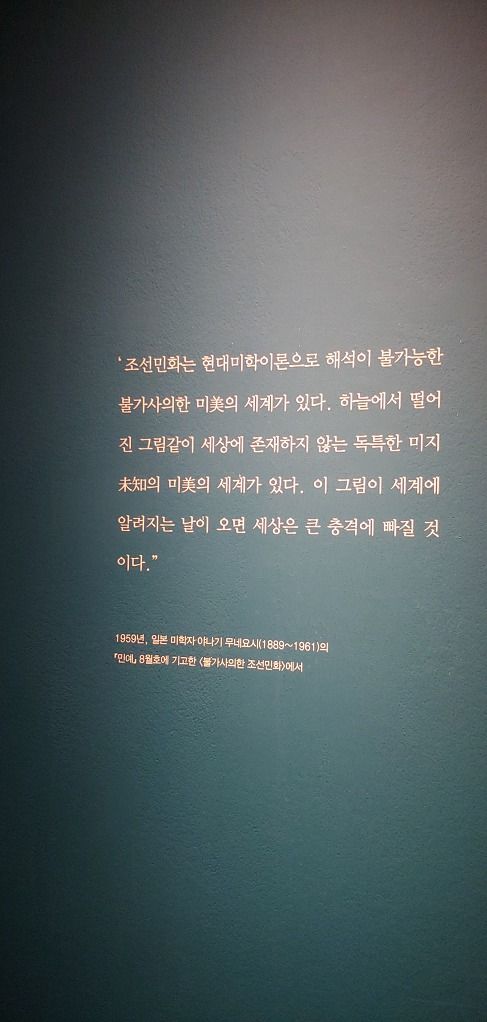 ‘조선민화는 현대미학이론으로 해석이 불가능한
불가사의한 미美의 세계가 있다. 하늘에서 떨어
진 그림같이 세상에 존재하지 않는 독특한 미지
未知의 미美의 세계가 있다. 이 그림이 세계에
알려지는 날이 오면 세상은 큰 충격에 빠질 것
이다.”
1959년, 일본 미학자 야나기 무네요시(1889~1961)의
『민예』 8월호에 기고한 〈불가사의한 조선민화〉에서